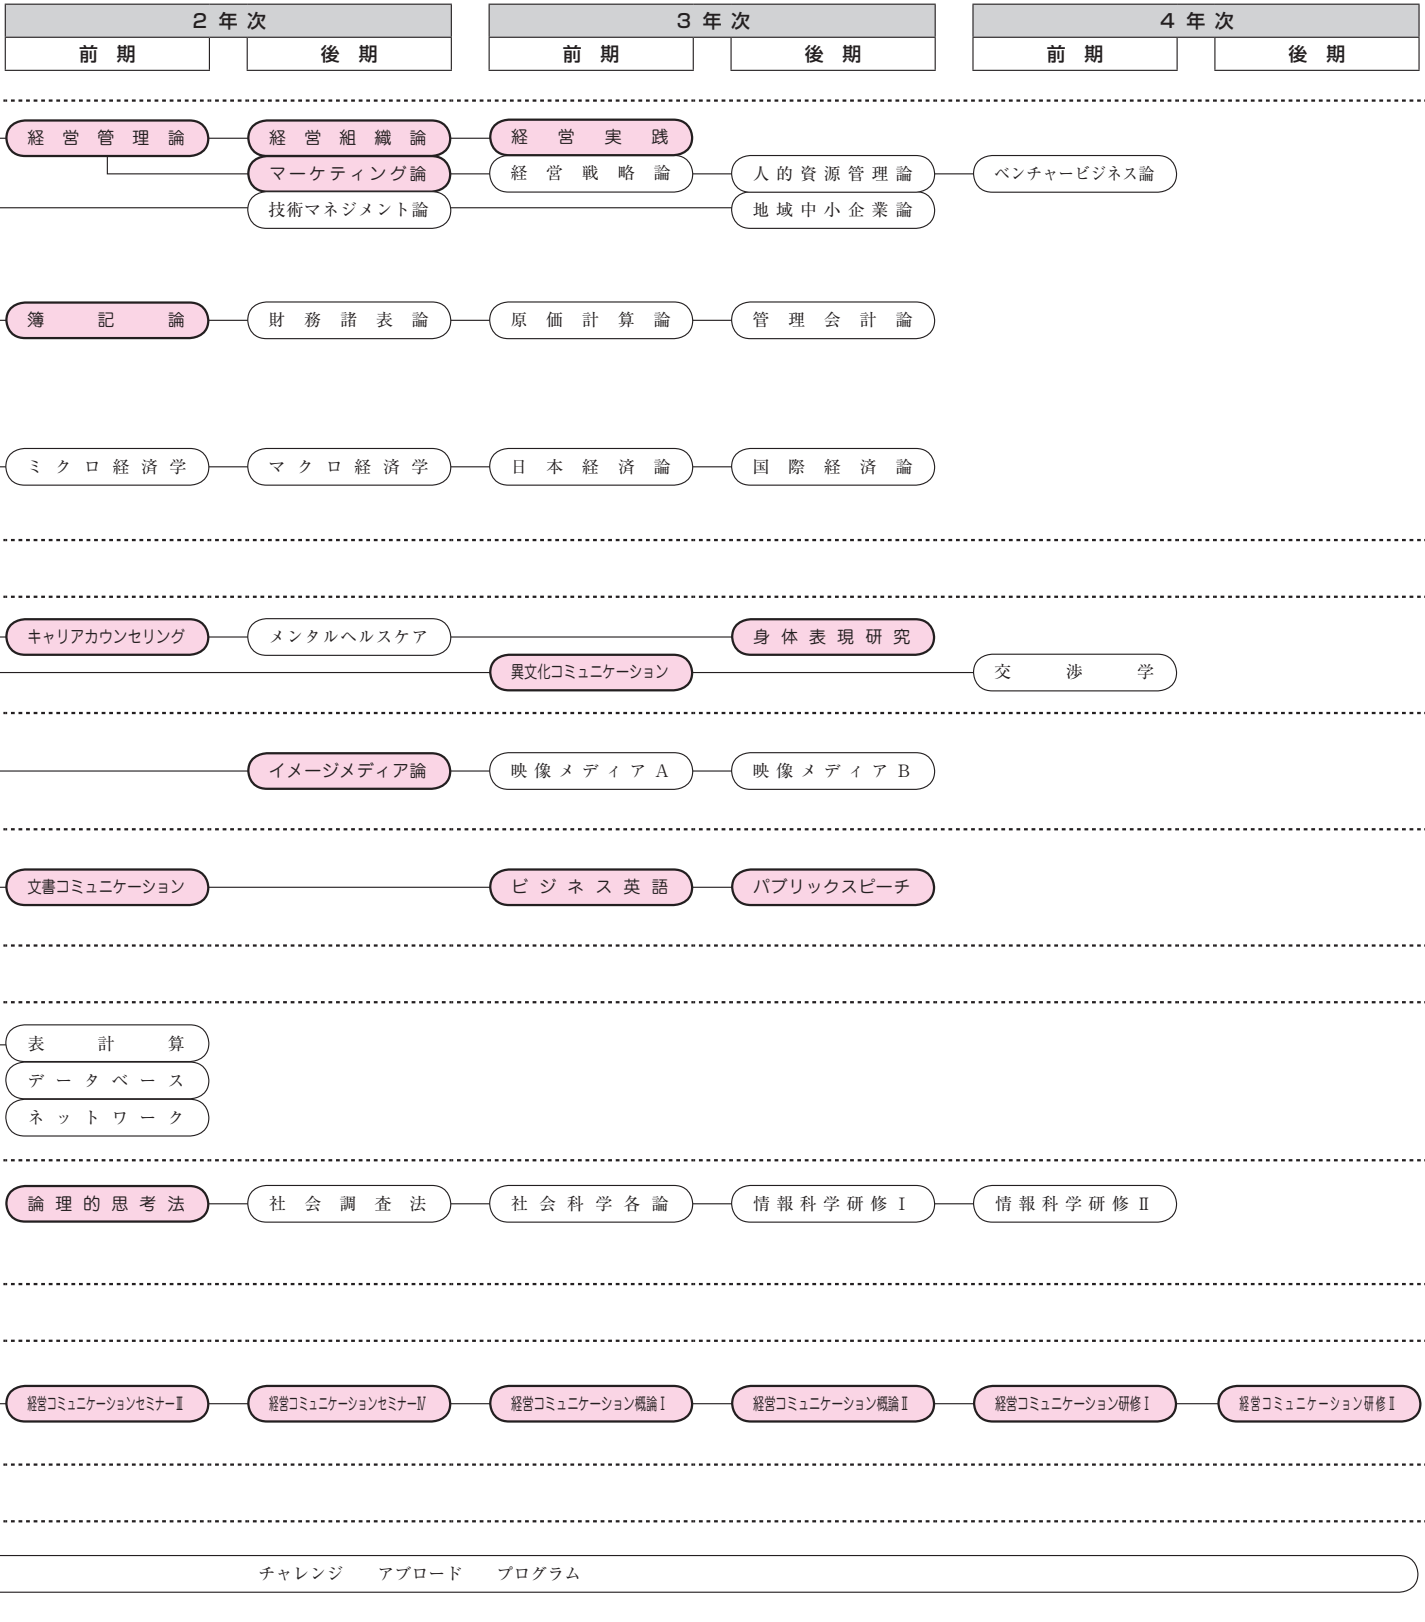 2年次 3年次 4年次
前期 後期 前期 後期 前期 後期
経営管理論 経営組織論 経営実践
マーケティング論 経営戦略論 人的資源管理論 ベンチャービジネス論
技術マネジメント論 地域中小企業論
簿記論 財務諸表論 原価計算論 管理会計論
ミクロ経済学 マクロ経済学 日本経済論 国際経済論
キャリアカウンセリング メンタルヘルスケア 身体表現研究
異文化コミュニケーション 交渉学
イメージメディア論 映像メディアA 映像メディアB
文書コミュニケーション ビジネス英語 パブリックスピーチ
表計算
データベース
ネットワーク
論理的思考法 社会調査法 社会科学各論 情報科学研修Ⅰ 情報科学研修Ⅱ
経営コミュニケーションセミナーⅢ 経営コミュニケーションセミナーⅣ 経営コミュニケーション概論Ⅰ 経営コミュニケーション概論Ⅱ 経営コミュニケーション研修Ⅰ 経営コミュニケーション研修Ⅱ
チャレンジ アブロード プログラム